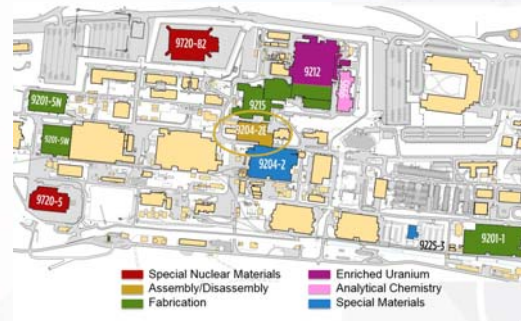 9720-82
9212
9215
9201-5N
9204-2E
9201-5W
9204-2
9720-5
9225-3
9201-1
Special Nuclear Materials
Assembly/Disassembly
Fabrication
Enriched Uranium
Analytical Chemistry
Special Materials